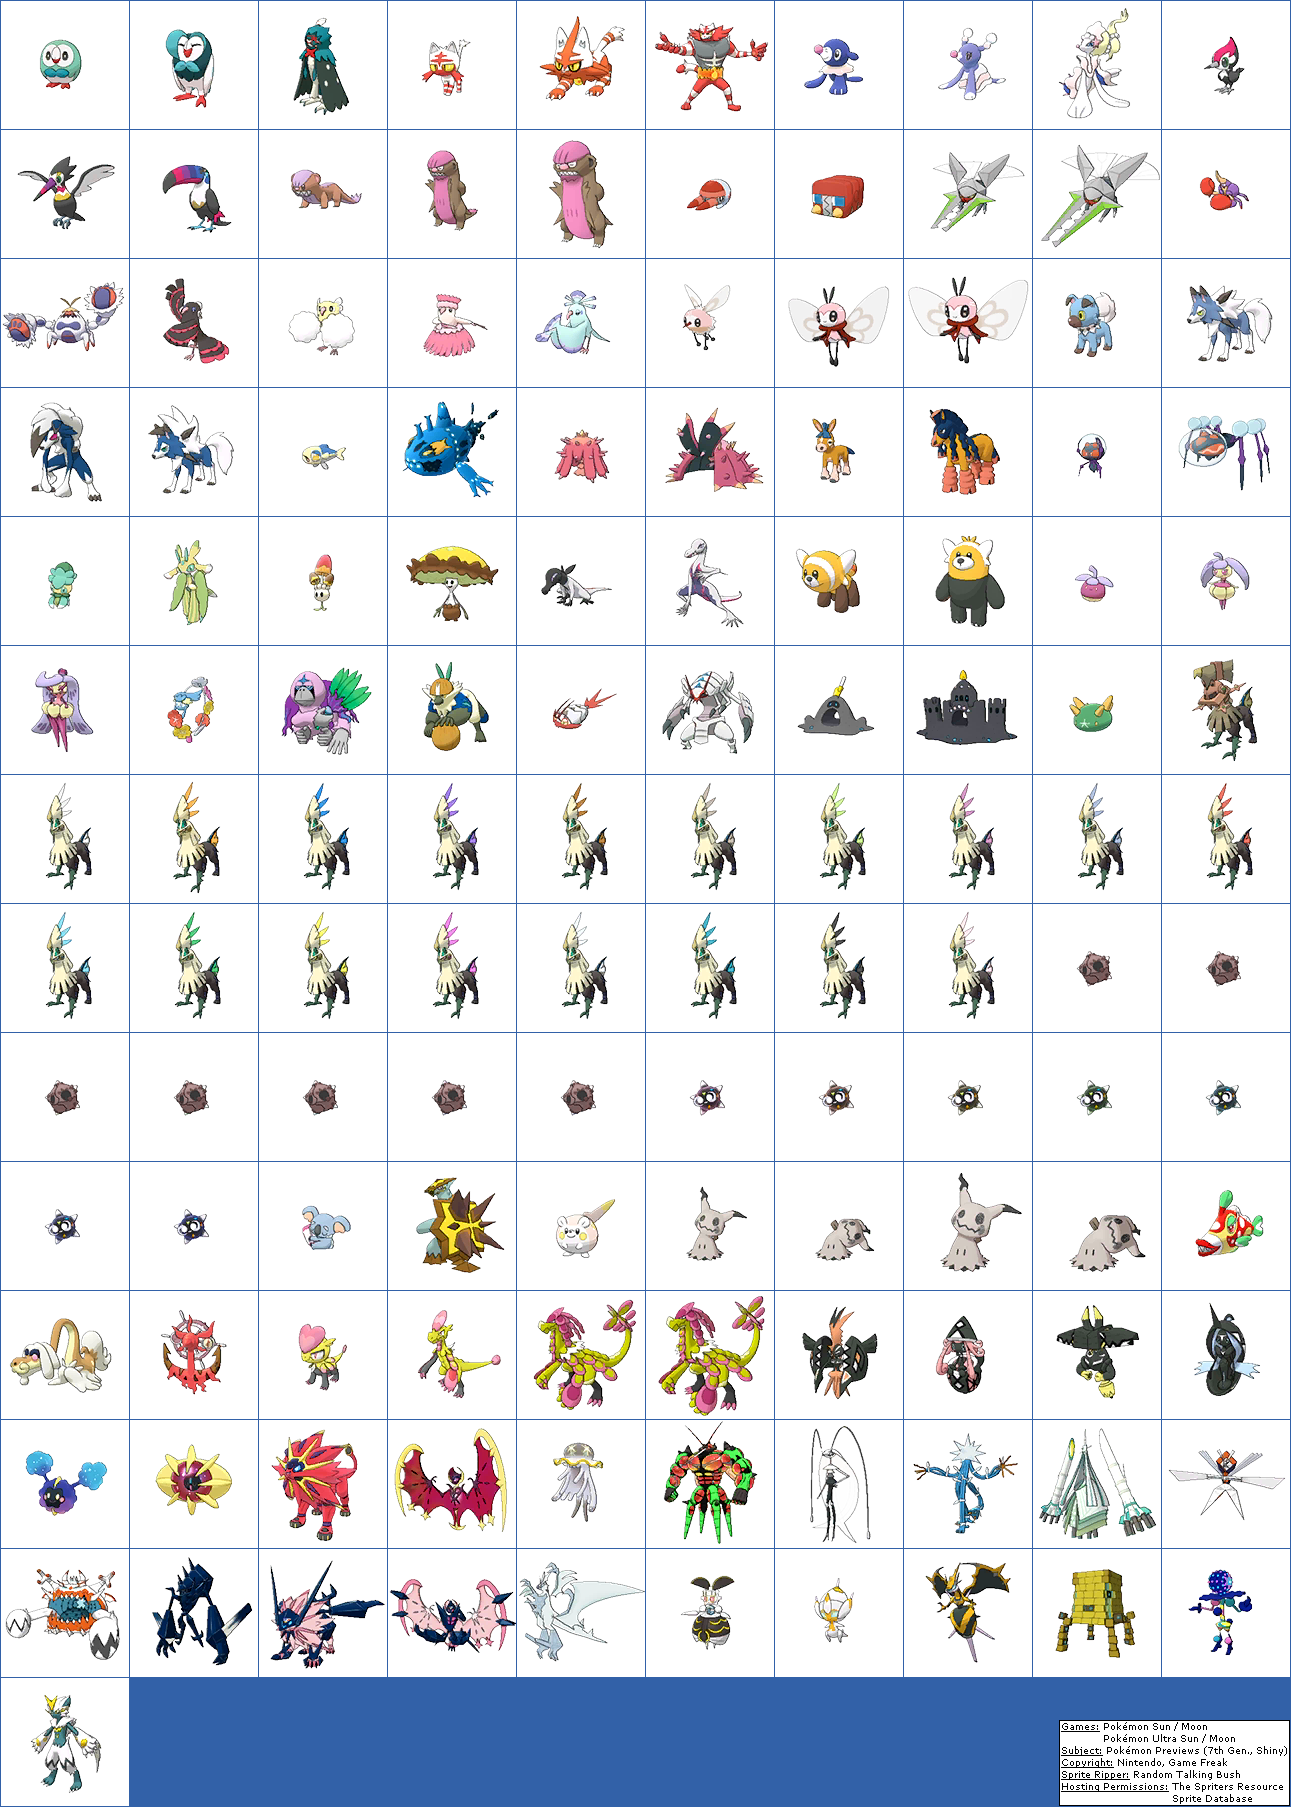 Games: Pokémon Sun / Moon
Pokémon Ultra Sun / Moon
Subject: Pokémon Previews (7th Gen., Shiny)
Copyright: Nintendo, Game Freak
Sprite Ripper: Random Talking Bush
Hosting Permissions: The Spriters Resource
Sprite Database